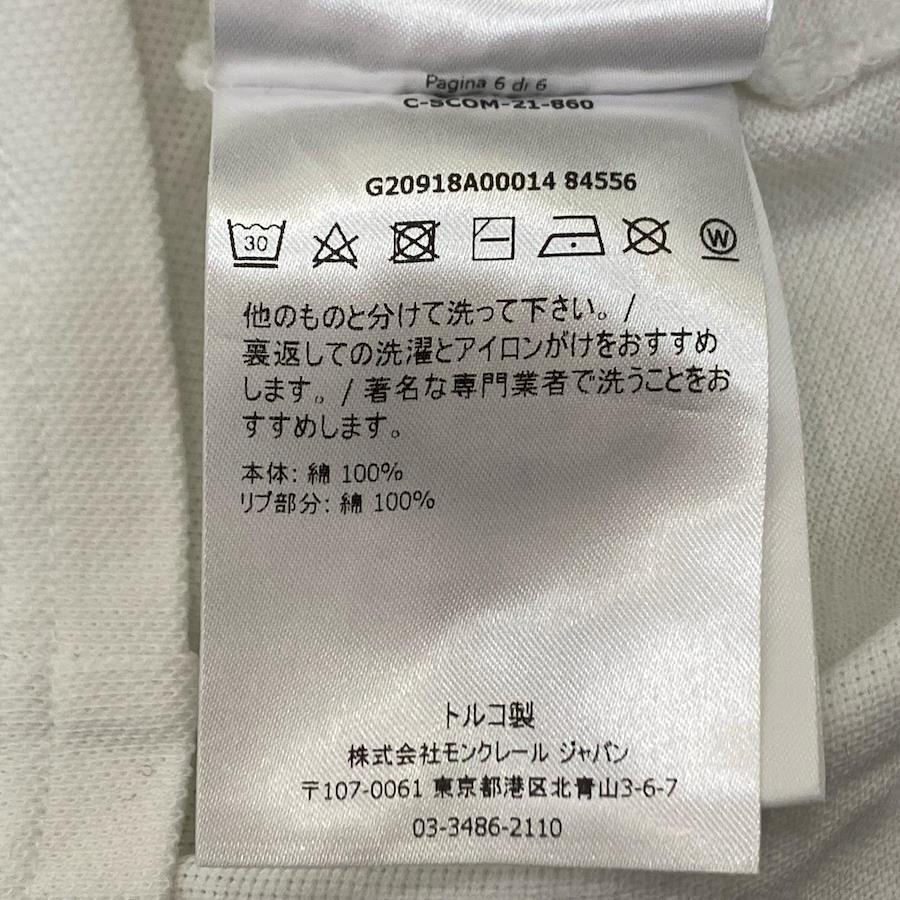 Pagina 6 di 6
C-SCOM-21-860
G20918A00014 84556
30
W
他のものと分けて洗って下さい。/
裏返しての洗濯とアイロンがけをおすすめ
します。/ 著名な専門業者で洗うことをお
すすめします。
本体: 綿 100%
リブ部分: 綿 100%
トルコ製
株式会社モンクレール ジャパン
〒107-0061 東京都港区北青山3-6-7
03-3486-2110